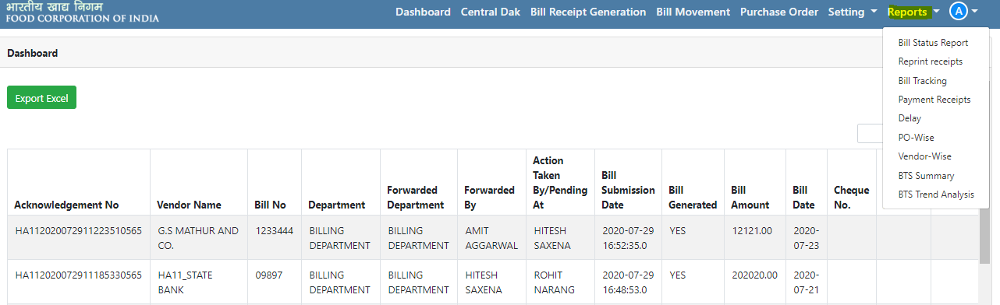 भारतीय खाद्य निगम
FOOD CORPORATION OF INDIA
Dashboard Central Dak Bill Receipt Generation Bill Movement Purchase Order Setting Reports A
Bill Status Report
Reprint receipts
Bill Tracking
Payment Receipts
Delay
PO-Wise
Vendor-Wise
BTS Summary
BTS Trend Analysis
Dashboard
Export Excel
Acknowledgement No
Vendor Name
Bill No
Department
Forwarded
Department
Forwarded
By
Action
Taken
By/Pending
At
Bill
Submission
Date
Bill
Generated
Bill
Amount
Bill
Date
Cheque
No.
HA112020072911223510565
G.S MATHUR AND
CO.
1233444
BILLING
DEPARTMENT
BILLING
DEPARTMENT
AMIT
AGGARWAL
HITESH
SAXENA
2020-07-29
16:52:35.0
YES
12121.00
2020-
07-23
HA112020072911185330565
HA11_STATE
BANK
09897
BILLING
DEPARTMENT
BILLING
DEPARTMENT
HITESH
SAXENA
ROHIT
NARANG
2020-07-29
16:48:53.0
YES
202020.00
2020-
07-21